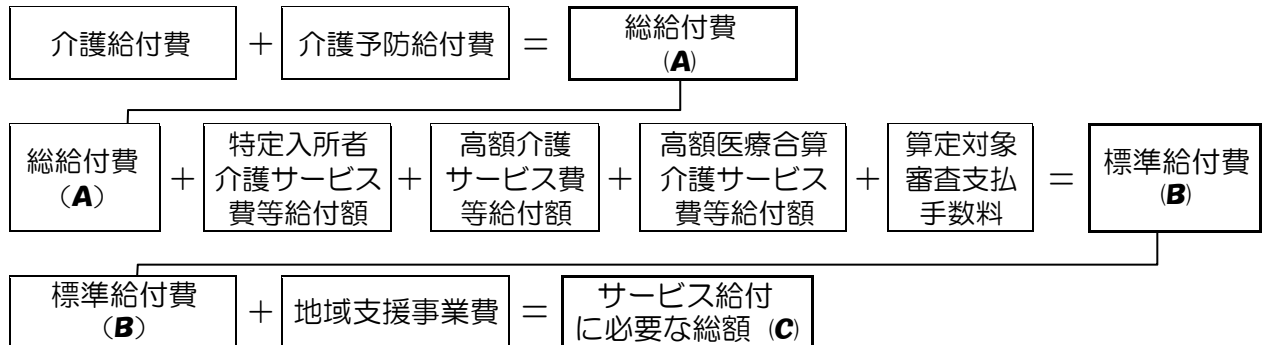 介護給付費 + 介護予防給付費 = 総給付費
(A)
総給付費
(A) + 特定入所者
介護サービス
費等給付額 + 高額介護
サービス費
等給付額 + 高額医療合算
介護サービス
費等給付額 + 算定対象
審査支払
手数料 = 標準給付費
(B)
標準給付費
(B) + 地域支援事業費 = サービス給付
に必要な総額 (C)